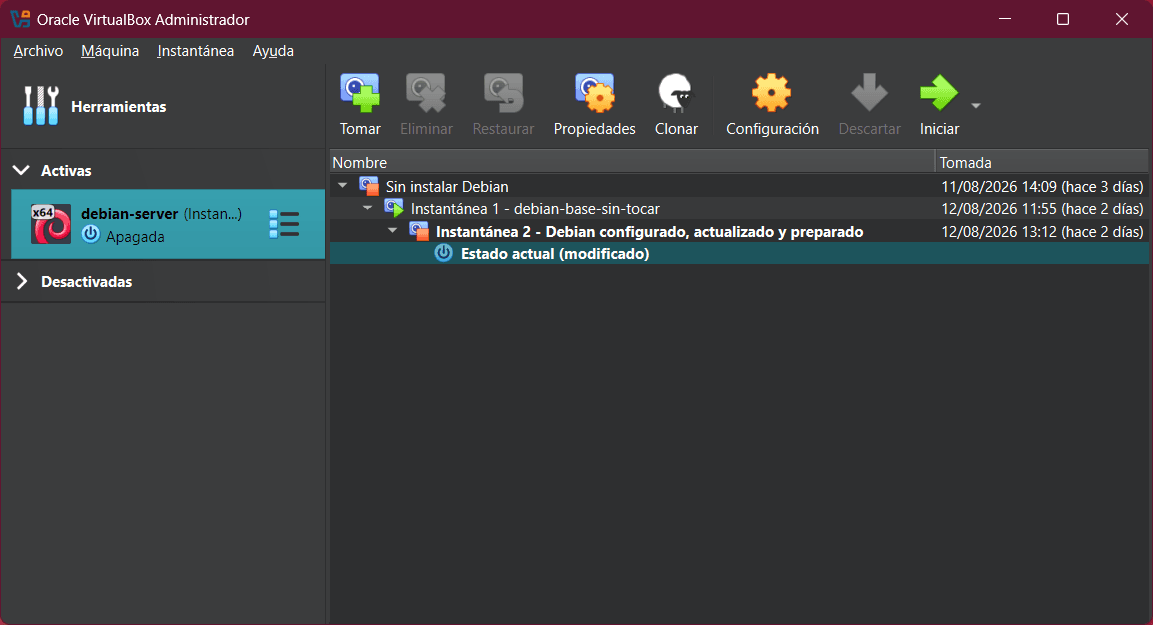 Oracle VirtualBox Administrador
Archivo Máquina Instantánea Ayuda
Herramientas
Tomar Eliminar Restaurar Propiedades Clonar Configuración Descartar Iniciar
Activas
x64
debian-server (Instan...)
Apagada
Desactivadas
Nombre Tomada
Sin instalar Debian 11/08/2026 14:09 (hace 3 días)
Instantánea 1 - debian-base-sin-tocar 12/08/2026 11:55 (hace 2 días)
Instantánea 2 - Debian configurado, actualizado y preparado 12/08/2026 13:12 (hace 2 días)
Estado actual (modificado)